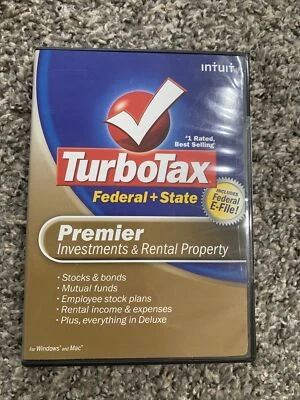 intuit
#1 Rated,
Best Selling*
TurboTax
Federal + State
INCLUDES
Federal
E-File!
Premier
Investments & Rental Property
• Stocks & bonds
• Mutual funds
• Employee stock plans
• Rental income & expenses
• Plus, everything in Deluxe
For Windows® and Mac®